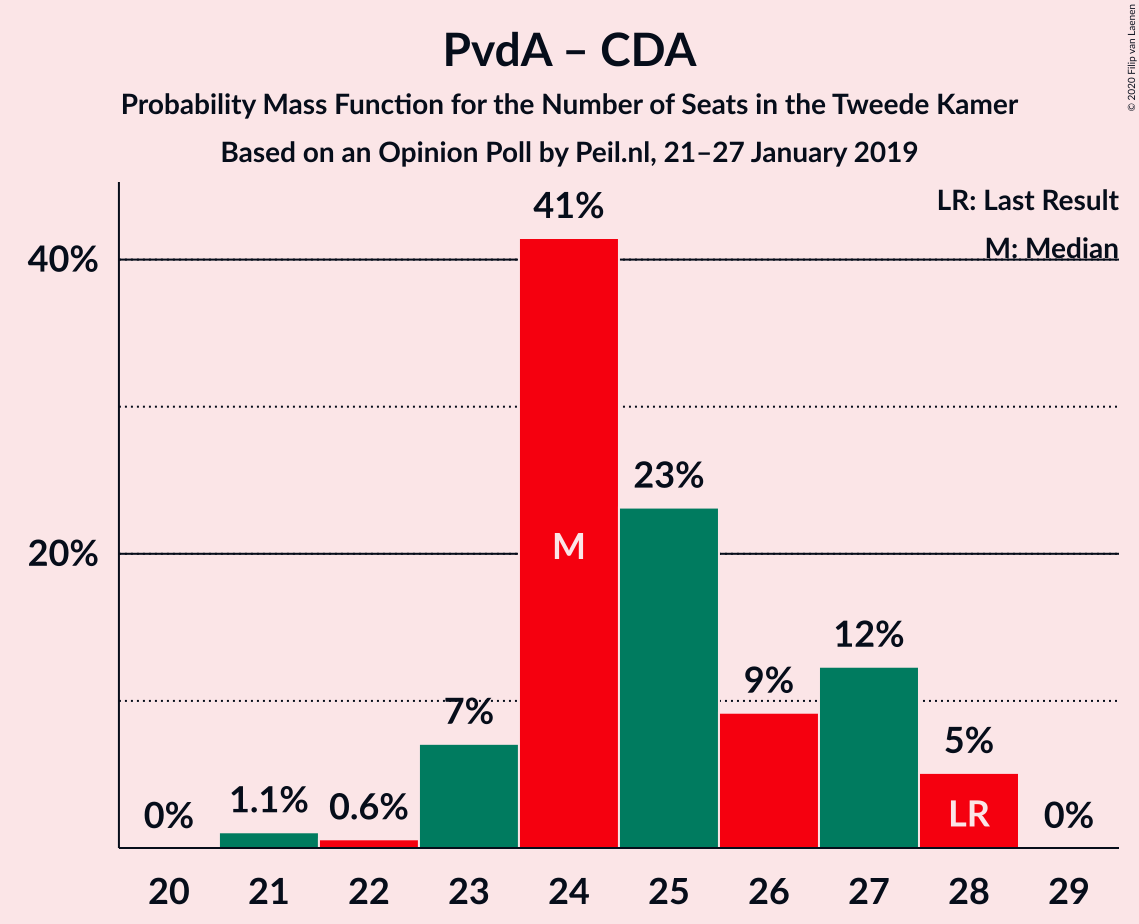 PvdA – CDA
Probability Mass Function for the Number of Seats in the Tweede Kamer
Based on an Opinion Poll by Peil.nl, 21–27 January 2019
© 2020 Filip van Laenen
LR: Last Result
M: Median
40%
20%
0%
1.1%
0.6%
7%
41%
M
23%
9%
12%
5%
LR
0%
20 21 22 23 24 25 26 27 28 29